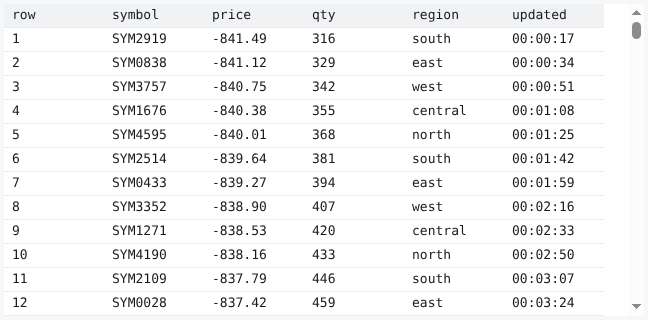 row symbol price qty region updated
1 SYM2919 -841.49 316 south 00:00:17
2 SYM0838 -841.12 329 east 00:00:34
3 SYM3757 -840.75 342 west 00:00:51
4 SYM1676 -840.38 355 central 00:01:08
5 SYM4595 -840.01 368 north 00:01:25
6 SYM2514 -839.64 381 south 00:01:42
7 SYM0433 -839.27 394 east 00:01:59
8 SYM3352 -838.90 407 west 00:02:16
9 SYM1271 -838.53 420 central 00:02:33
10 SYM4190 -838.16 433 north 00:02:50
11 SYM2109 -837.79 446 south 00:03:07
12 SYM0028 -837.42 459 east 00:03:24